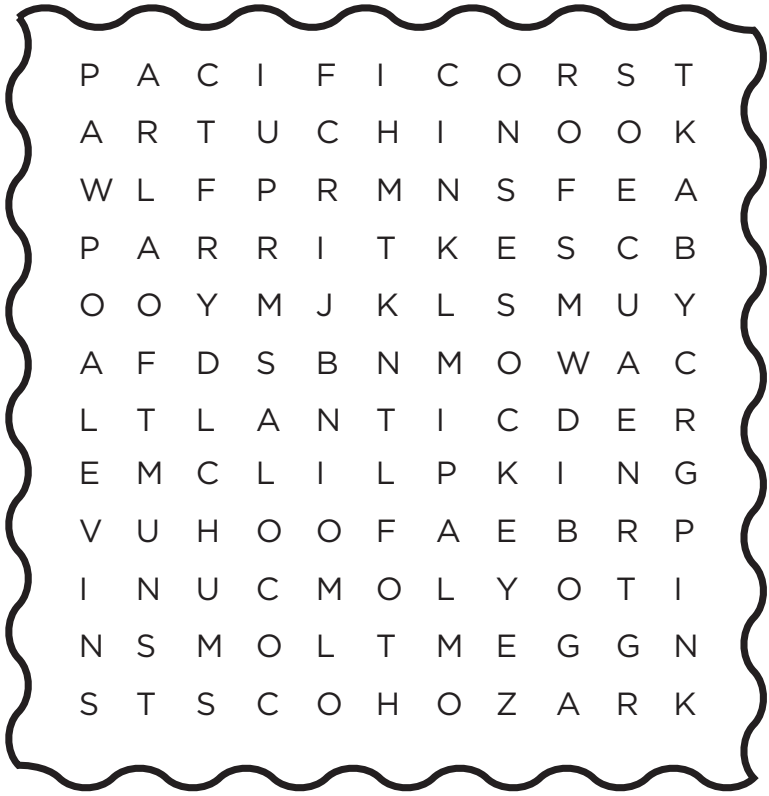 P A C I F I C O R S T
A R T U C H I N O O K
W L F P R M N S F E A
P A R R I T K E S C B
O O Y M J K L S M U Y
A F D S B N M O W A C
L T L A N T I C D E R
E M C L I L P K I N G
V U H O O F A E B R P
I N U C M O L Y O T I
N S M O L T M E G G N
S T S C O H O Z A R K